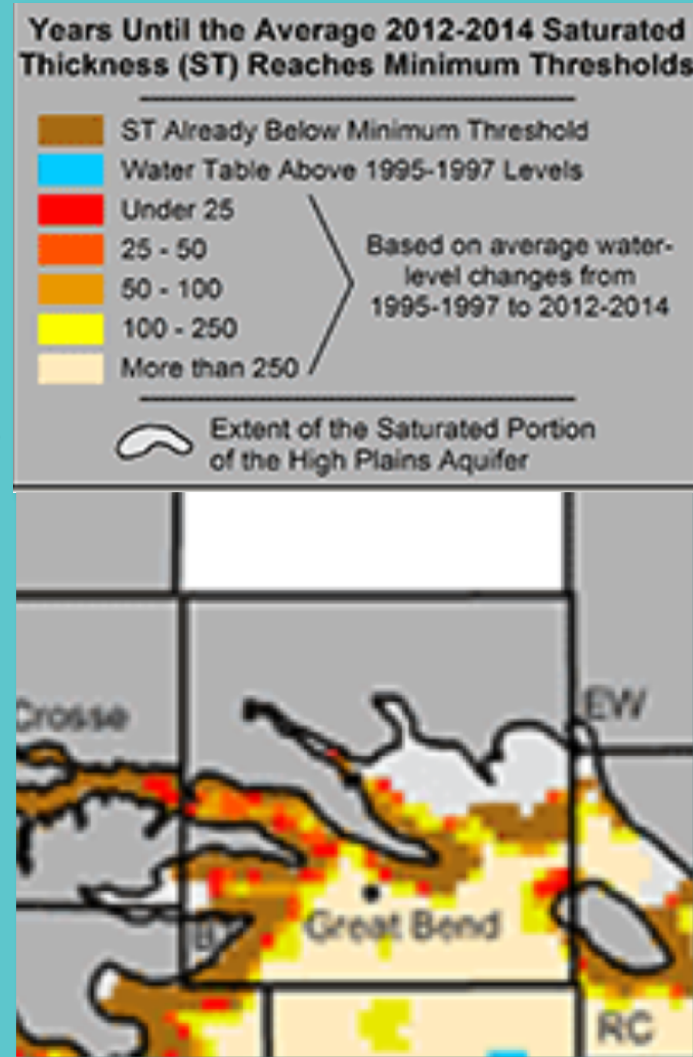 Years Until the Average 2012-2014 Saturated
Thickness (ST) Reaches Minimum Thresholds
ST Already Below Minimum Threshold
Water Table Above 1995-1997 Levels
Under 25
25 - 50
50 - 100
100 - 250
More than 250
Based on average water-
level changes from
1995-1997 to 2012-2014
Extent of the Saturated Portion
of the High Plains Aquifer
Crosse
EW
Great Bend
RC